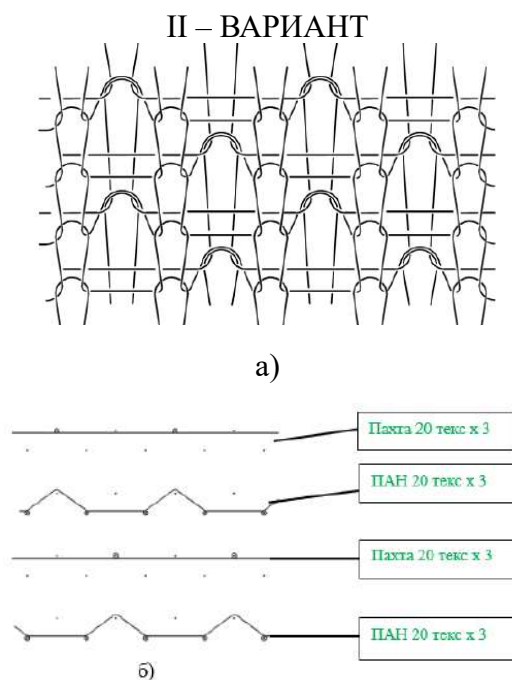 II – ВАРИАНТ
а)
Пахта 20 текс х 3
ПАН 20 текс х 3
Пахта 20 текс х 3
ПАН 20 текс х 3
б)